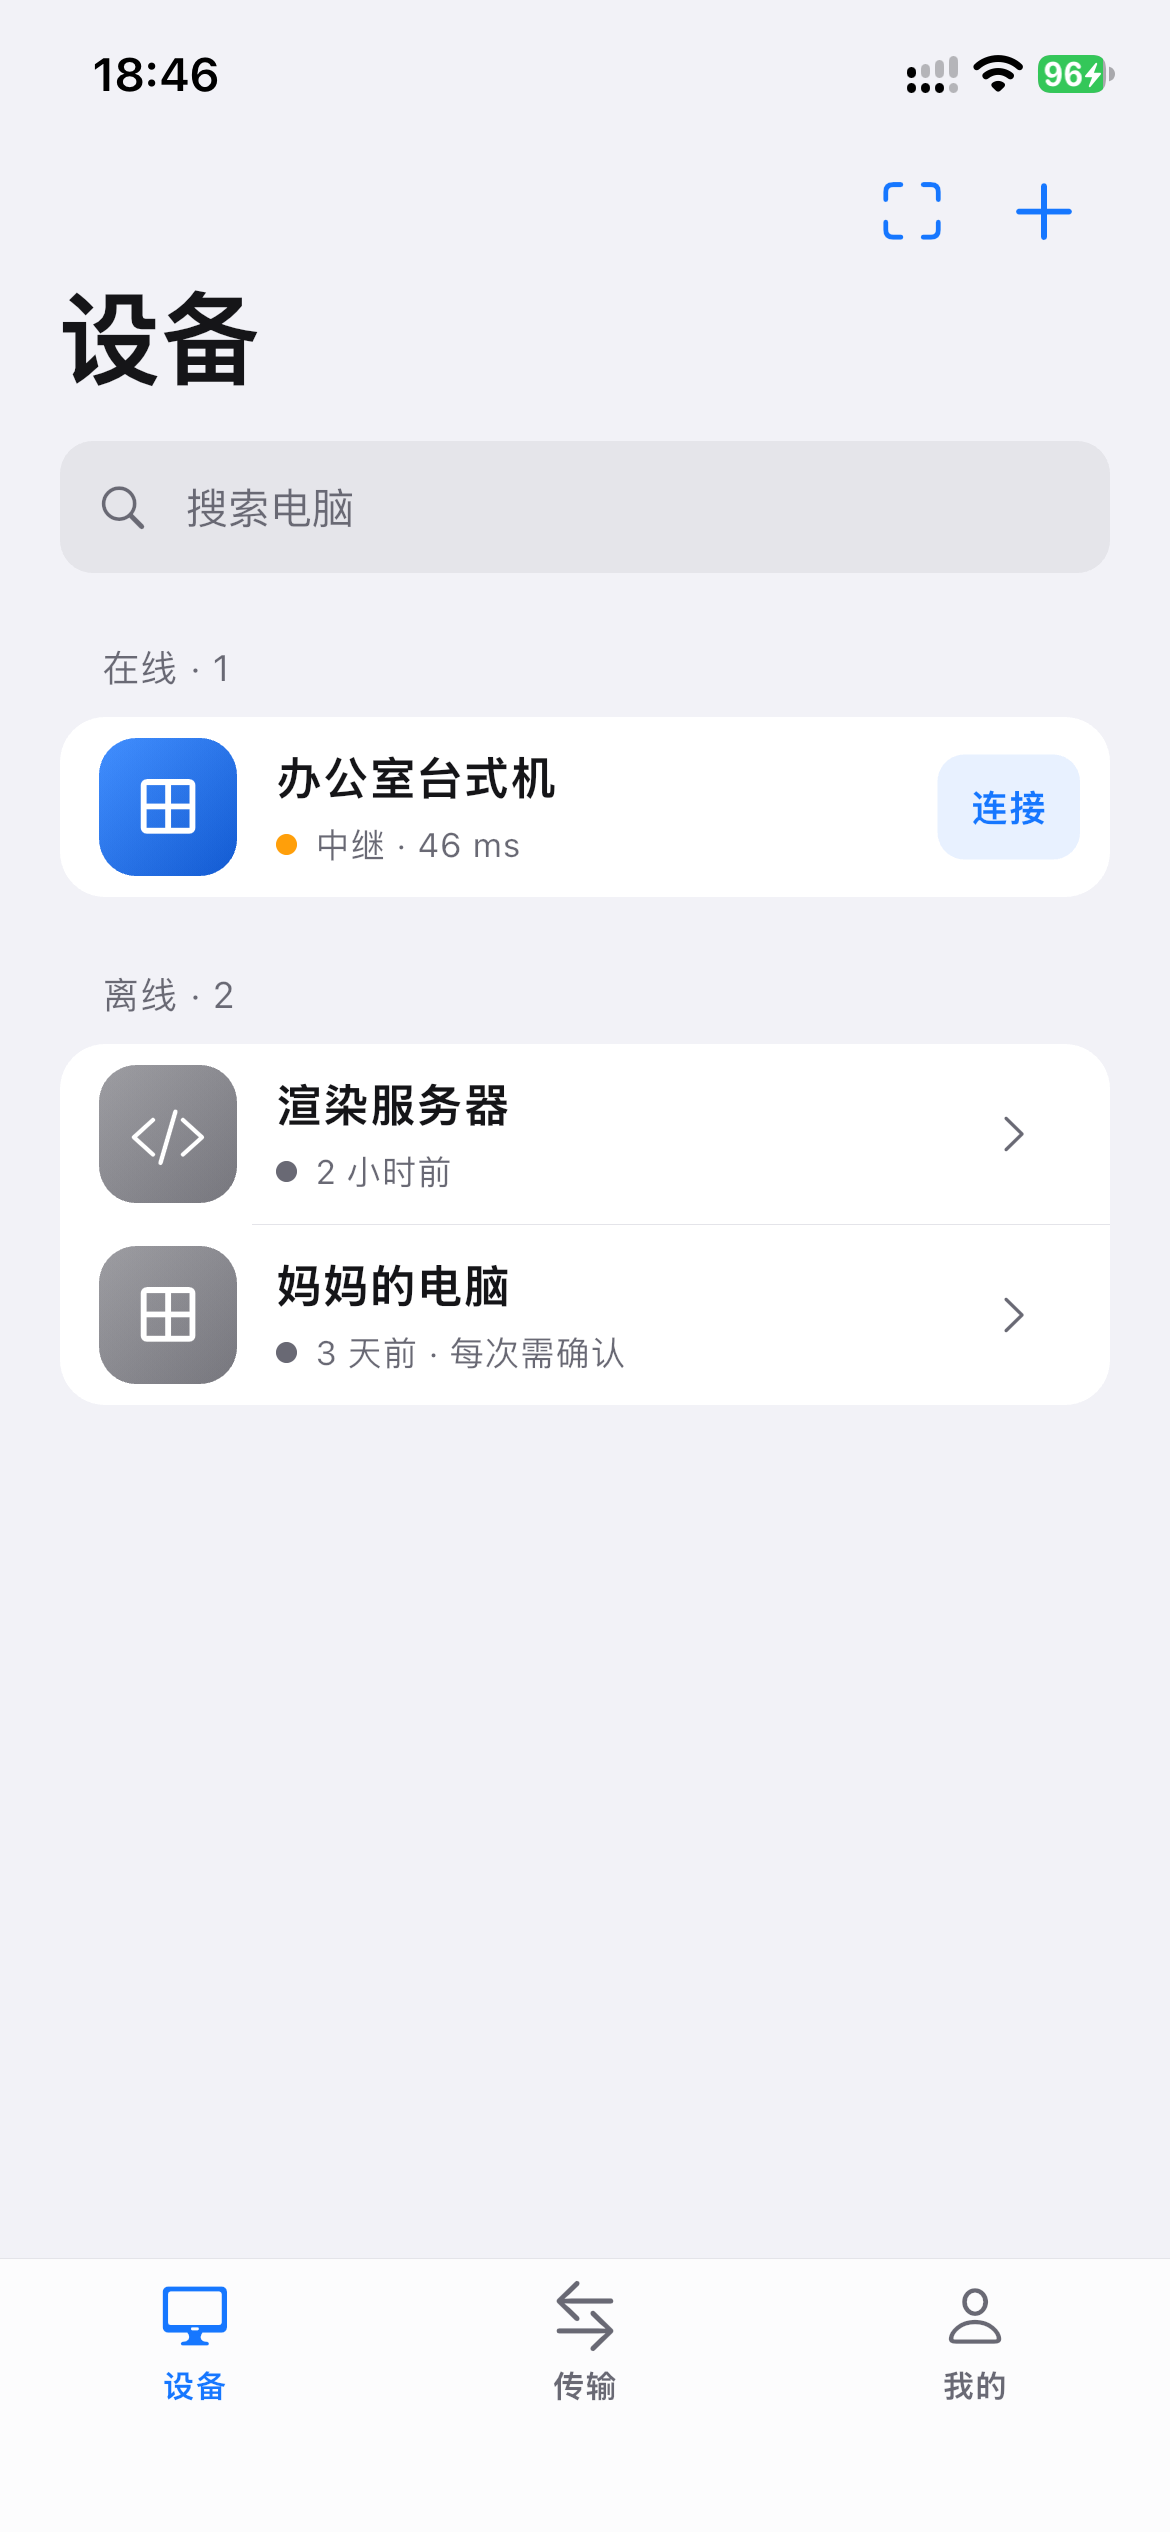 18:46
96
设备
搜索电脑
在线 · 1
办公室台式机
中继 · 46 ms
连接
离线 · 2
渲染服务器
2 小时前
妈妈的电脑
3 天前 · 每次需确认
设备
传输
我的